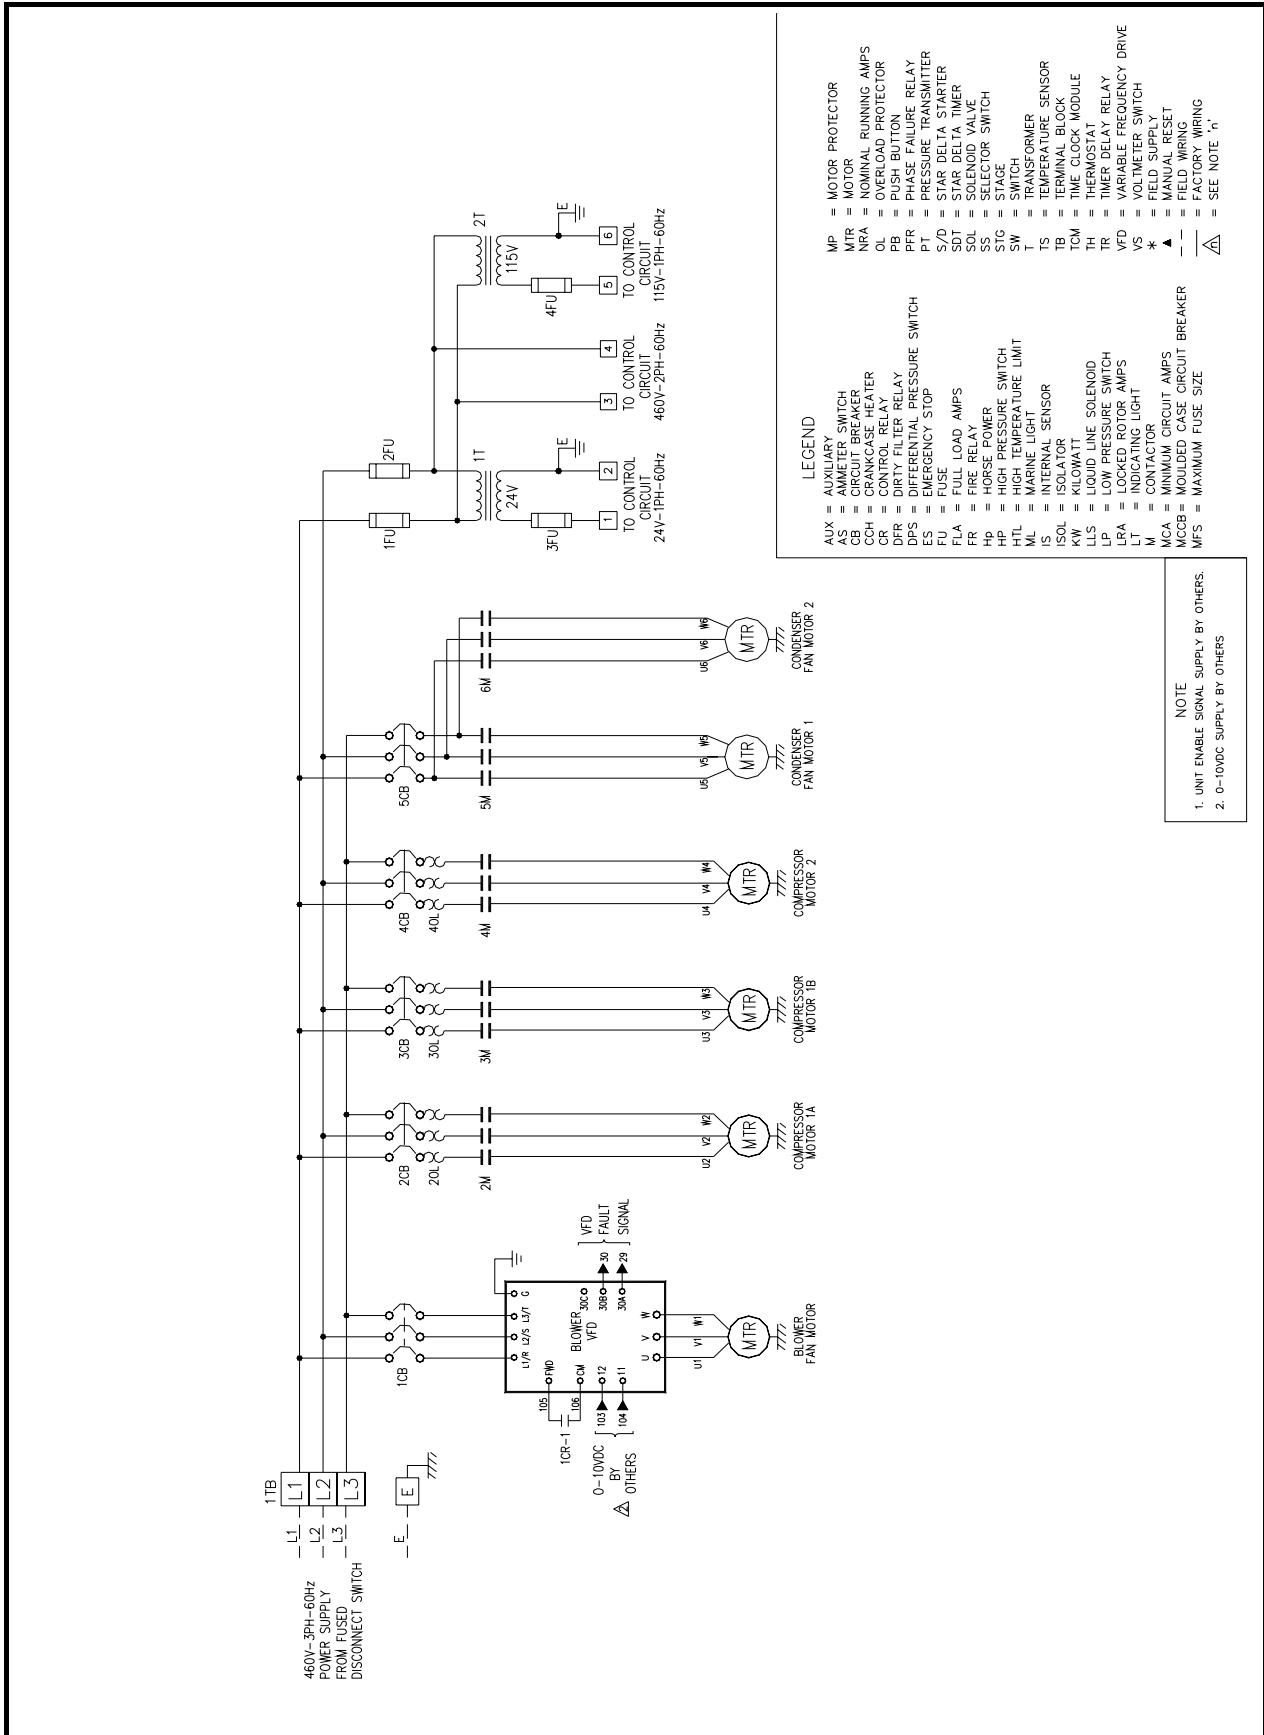 460V-3PH-60Hz
POWER SUPPLY
FROM FUSED
DISCONNECT SWITCH
L1
L2
L3
E
1TB
L1
L2
L3
E
1CB
L1/R
L2/S
L3/T
G
BLOWER
VFD
FWD
CM
12
11
30C
30B
30A
U
V
W
105
106
103
104
1CR-1
0-10VDC
BY
OTHERS
2
30
29
VFD
FAULT
SIGNAL
U1
V1
W1
MTR
BLOWER
FAN MOTOR
2CB
2OL
2M
U2
V2
W2
MTR
COMPRESSOR
MOTOR 1A
3CB
3OL
3M
U3
V3
W3
MTR
COMPRESSOR
MOTOR 1B
4CB
4OL
4M
U4
V4
W4
MTR
COMPRESSOR
MOTOR 2
5CB
5M
U5
V5
W5
MTR
CONDENSER
FAN MOTOR 1
6M
U6
V6
W6
MTR
CONDENSER
FAN MOTOR 2
1FU
2FU
1T
24V
3FU
E
1
2
TO CONTROL
CIRCUIT
24V-1PH-60Hz
3
4
TO CONTROL
CIRCUIT
460V-2PH-60Hz
2T
115V
4FU
E
5
6
TO CONTROL
CIRCUIT
115V-1PH-60Hz
NOTE
1. UNIT ENABLE SIGNAL SUPPLY BY OTHERS.
2. 0-10VDC SUPPLY BY OTHERS
LEGEND
AUX = AUXILIARY
AS = AMMETER SWITCH
CB = CIRCUIT BREAKER
CCH = CRANKCASE HEATER
CR = CONTROL RELAY
DFR = DIRTY FILTER RELAY
DPS = DIFFERENTIAL PRESSURE SWITCH
ES = EMERGENCY STOP
FU = FUSE
FLA = FULL LOAD AMPS
FR = FIRE RELAY
Hp = HORSE POWER
HP = HIGH PRESSURE SWITCH
HTL = HIGH TEMPERATURE LIMIT
ML = MARINE LIGHT
IS = INTERNAL SENSOR
ISOL = ISOLATOR
KW = KILOWATT
LLS = LIQUID LINE SOLENOID
LP = LOW PRESSURE SWITCH
LRA = LOCKED ROTOR AMPS
LT = INDICATING LIGHT
M = CONTACTOR
MCA = MINIMUM CIRCUIT AMPS
MCCB = MOULDED CASE CIRCUIT BREAKER
MFS = MAXIMUM FUSE SIZE
MP = MOTOR PROTECTOR
MTR = MOTOR
NRA = NOMINAL RUNNING AMPS
OL = OVERLOAD PROTECTOR
PB = PUSH BUTTON
PFR = PHASE FAILURE RELAY
PT = PRESSURE TRANSMITTER
S/D = STAR DELTA STARTER
SDT = STAR DELTA TIMER
SOL = SOLENOID VALVE
SS = SELECTOR SWITCH
STG = STAGE
SW = SWITCH
T = TRANSFORMER
TS = TEMPERATURE SENSOR
TB = TERMINAL BLOCK
TCM = TIME CLOCK MODULE
TH = THERMOSTAT
TR = TIMER DELAY RELAY
VFD = VARIABLE FREQUENCY DRIVE
VS = VOLTMETER SWITCH
* = FIELD SUPPLY
▲ = MANUAL RESET
-- = FIELD WIRING
— = FACTORY WIRING
n = SEE NOTE 'n'